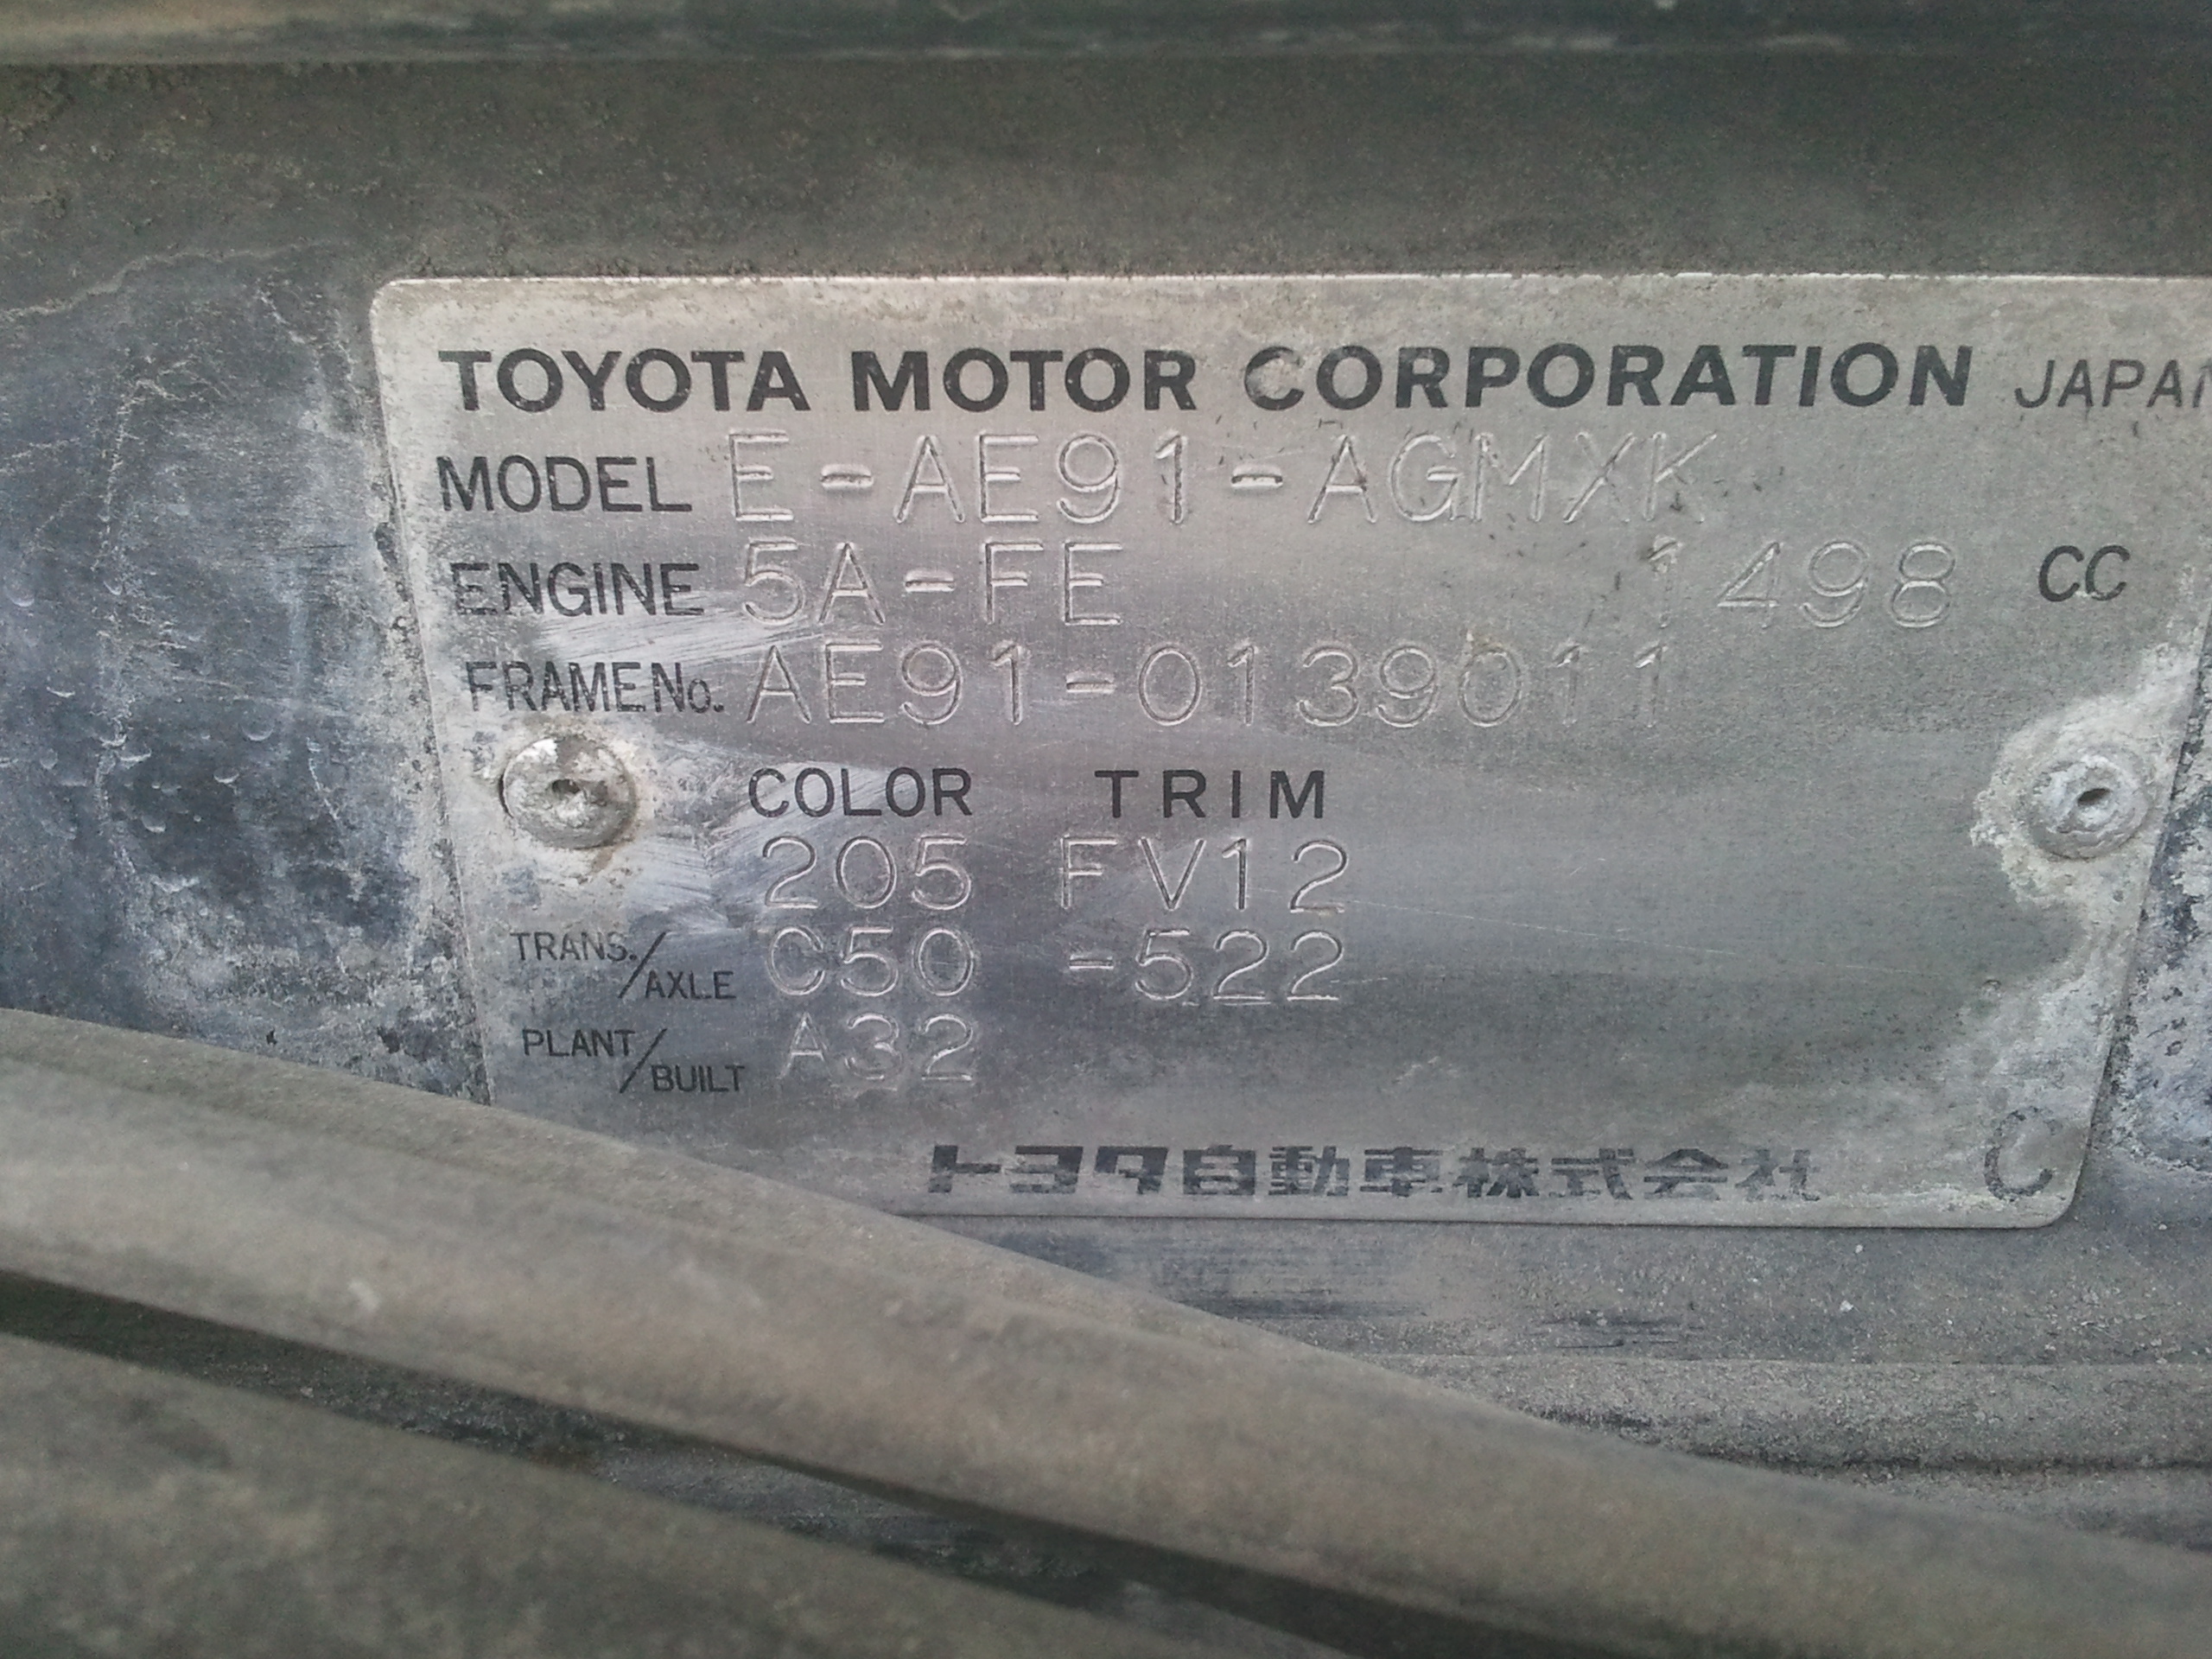 TOYOTA MOTOR CORPORATION JAPAN
MODEL E-AE91-AGMXK
ENGINE 5A-FE 1498 CC
FRAME No. AE91-0139011
COLOR TRIM
205 FV12
TRANS./AXLE C50 -522
PLANT/BUILT A32
トヨタ自動車株式会社 C